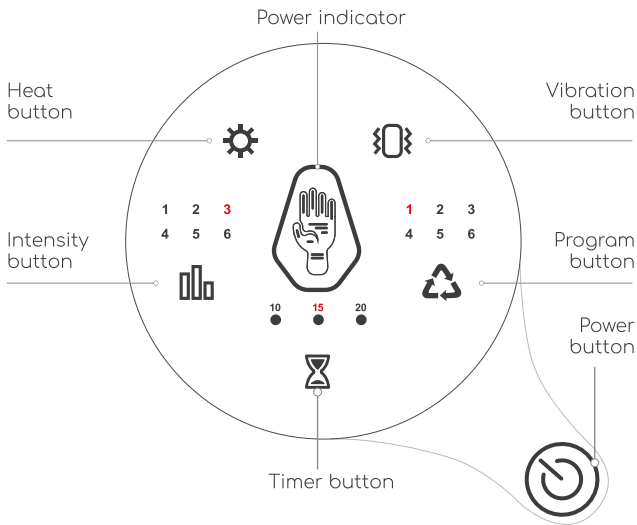 Power indicator
Heat
button
Vibration
button
1 2 3
4 5 6
1 2 3
4 5 6
Intensity
button
Program
button
10 15 20
Power
button
Timer button